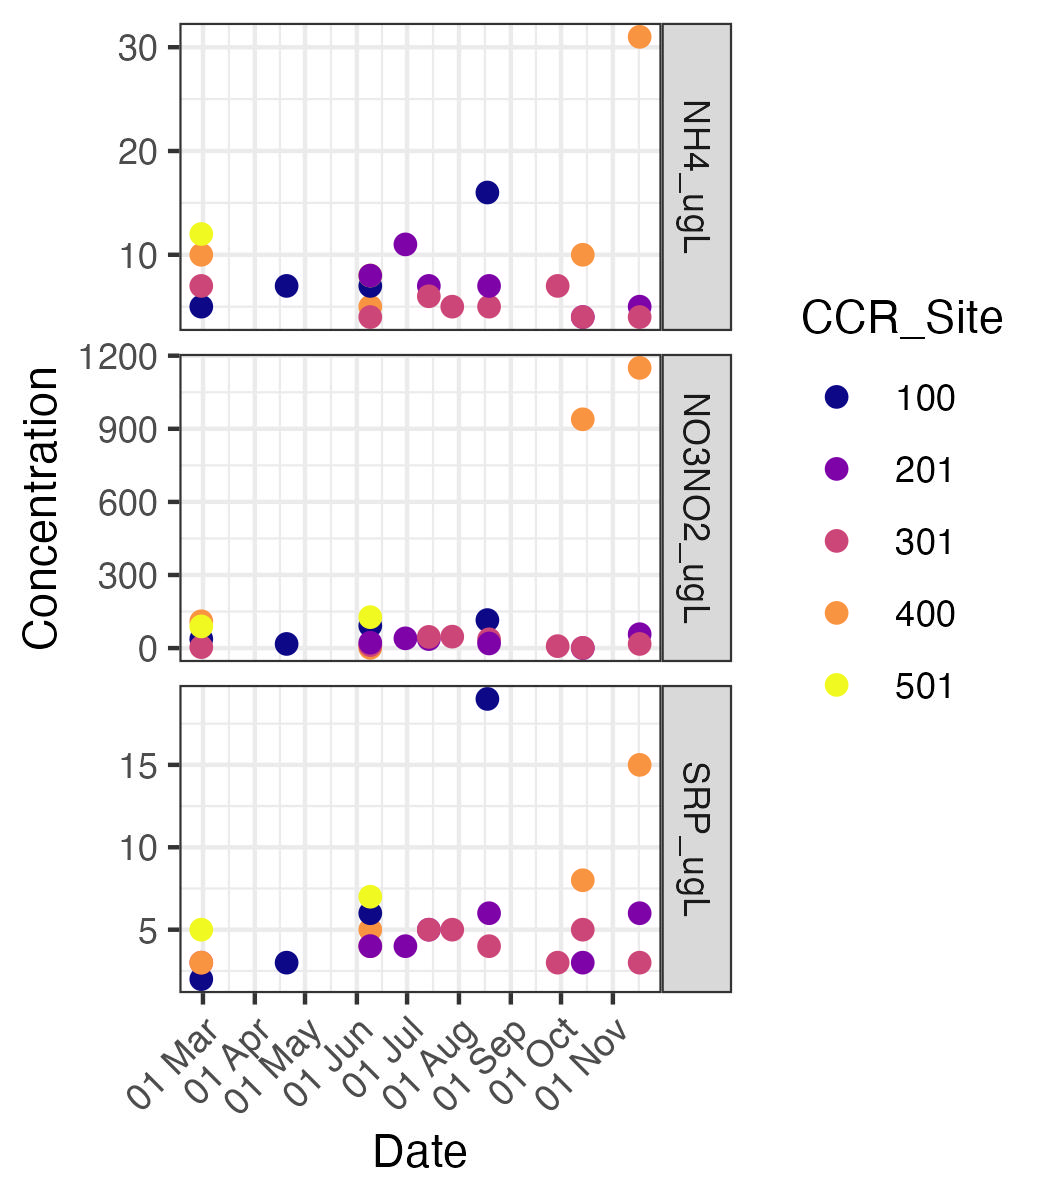 30
20
10
NH4_ugL
1200
900
600
300
0
NO3NO2_ugL
15
10
5
SRP_ugL
Concentration
01 Mar
01 Apr
01 May
01 Jun
01 Jul
01 Aug
01 Sep
01 Oct
01 Nov
Date
CCR_Site
100
201
301
400
501